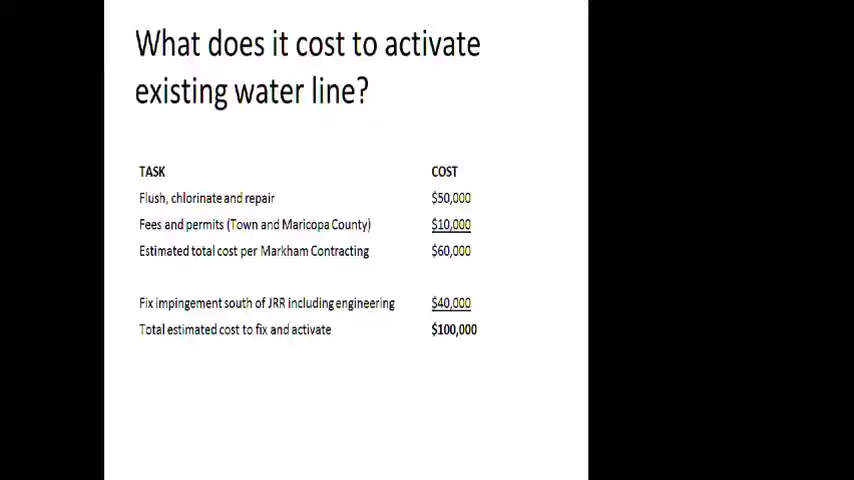 What does it cost to activate
existing water line?
TASK COST
Flush, chlorinate and repair $50,000
Fees and permits (Town and Maricopa County) $10,000
Estimated total cost per Markham Contracting $60,000
Fix impingement south of JRR including engineering $40,000
Total estimated cost to fix and activate $100,000